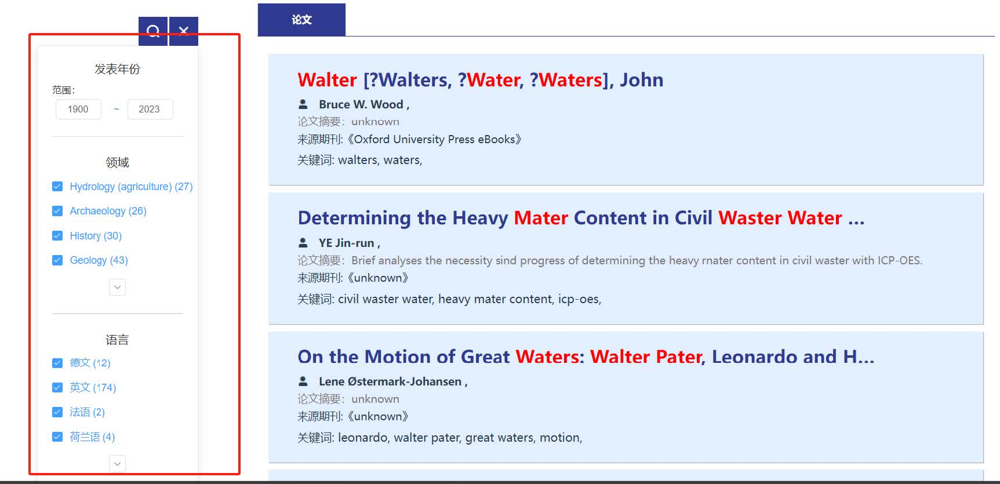 发表年份
范围：
1900 ~ 2023
领域
Hydrology (agriculture) (27)
Archaeology (26)
History (30)
Geology (43)
语言
德文 (12)
英文 (174)
法语 (2)
荷兰语 (4)
论文
Walter [?Walters, ?Water, ?Waters], John
Bruce W. Wood ,
论文摘要：unknown
来源期刊:《Oxford University Press eBooks》
关键词: walters, waters,
Determining the Heavy Mater Content in Civil Waster Water ...
YE Jin-run ,
论文摘要：Brief analyses the necessity sind progress of determining the heavy rnater content in civil waster with ICP-OES.
来源期刊:《unknown》
关键词: civil waster water, heavy mater content, icp-oes,
On the Motion of Great Waters: Walter Pater, Leonardo and H...
Lene Østermark-Johansen ,
论文摘要：unknown
来源期刊:《unknown》
关键词: leonardo, walter pater, great waters, motion,